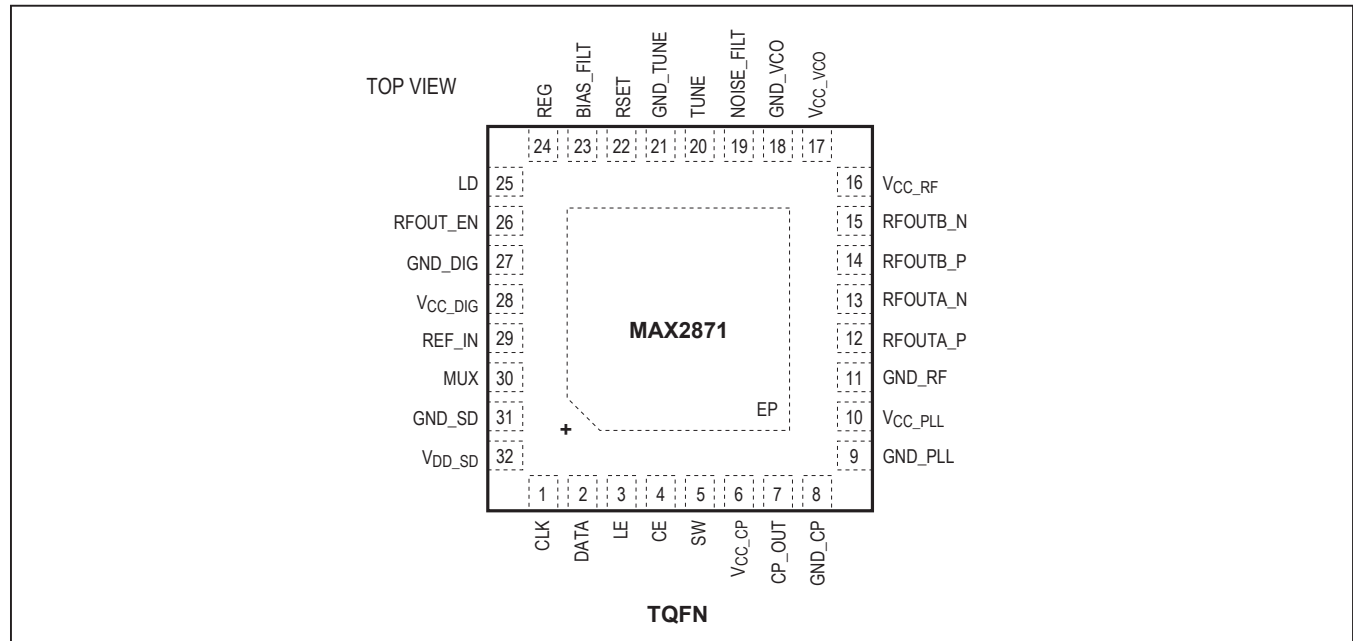 TOP VIEW
REG
BIAS_FILT
RSET
GND_TUNE
TUNE
NOISE_FILT
GND_VCO
VCC_VCO
24 23 22 21 20 19 18 17
LD 25
RFOUT_EN 26
GND_DIG 27
VCC_DIG 28
REF_IN 29
MUX 30
GND_SD 31
VDD_SD 32
16 VCC_RF
15 RFOUTB_N
14 RFOUTB_P
13 RFOUTA_N
12 RFOUTA_P
11 GND_RF
10 VCC_PLL
9 GND_PLL
MAX2871
EP
+
1 2 3 4 5 6 7 8
CLK
DATA
LE
CE
SW
VCC_CP
CP_OUT
GND_CP
TQFN